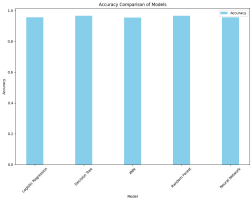 Accuracy Comparison of Models
Accuracy
1.0
0.8
0.6
0.4
0.2
0.0
Accuracy
Logistic Regression
Decision Tree
KNN
Random Forest
Neural Network
Model